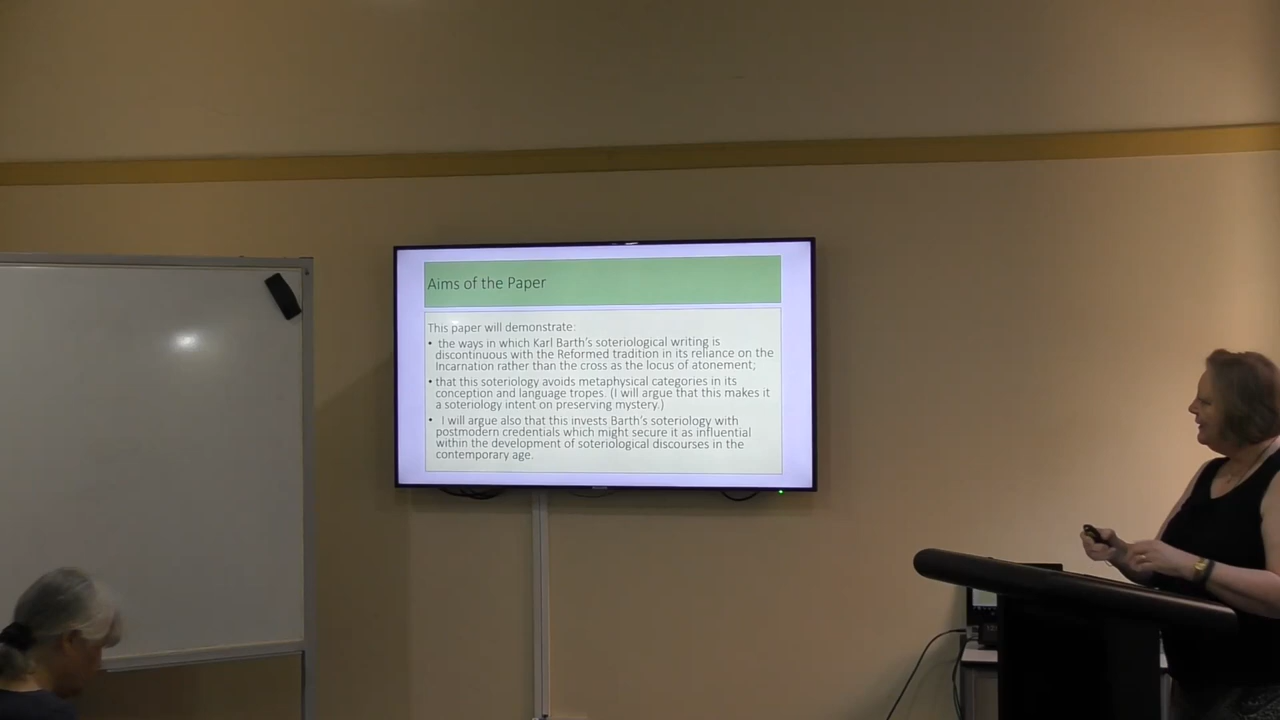 Aims of the Paper
This paper will demonstrate:
• the ways in which Karl Barth's soteriological writing is
discontinuous with the Reformed tradition in its reliance on the
Incarnation rather than the cross as the locus of atonement;
• that this soteriology avoids metaphysical categories in its
conception and language tropes. (I will argue that this makes it
a soteriology intent on preserving mystery.)
• I will argue also that this invests Barth's soteriology with
postmodern credentials which might secure it as influential
within the development of soteriological discourses in the
contemporary age.